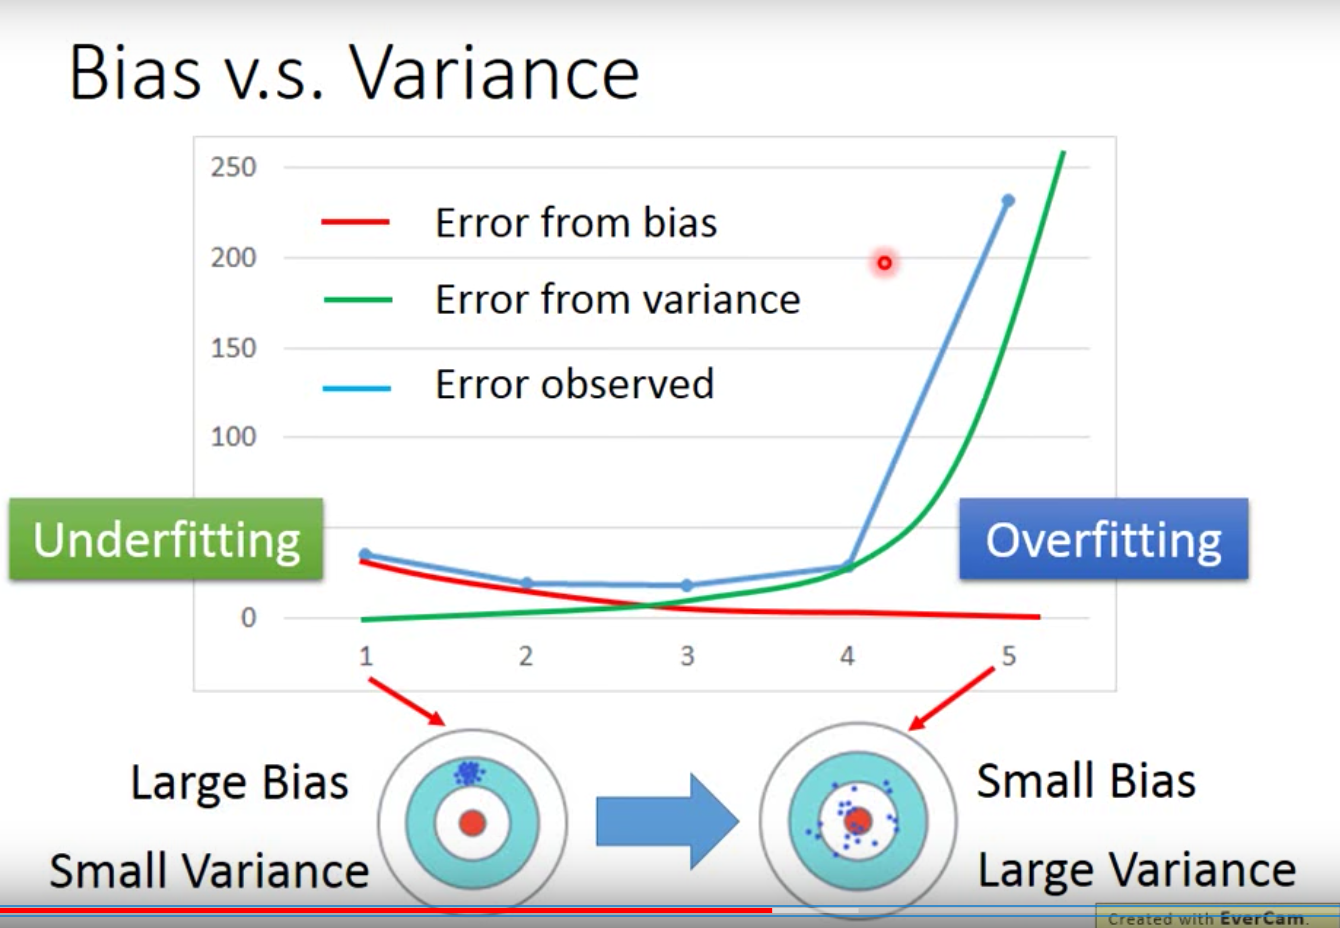 Bias v.s. Variance
250
200
150
100
0
Error from bias
Error from variance
Error observed
Underfitting
Overfitting
1 2 3 4 5
Large Bias
Small Variance
Small Bias
Large Variance
Created with EverCam.